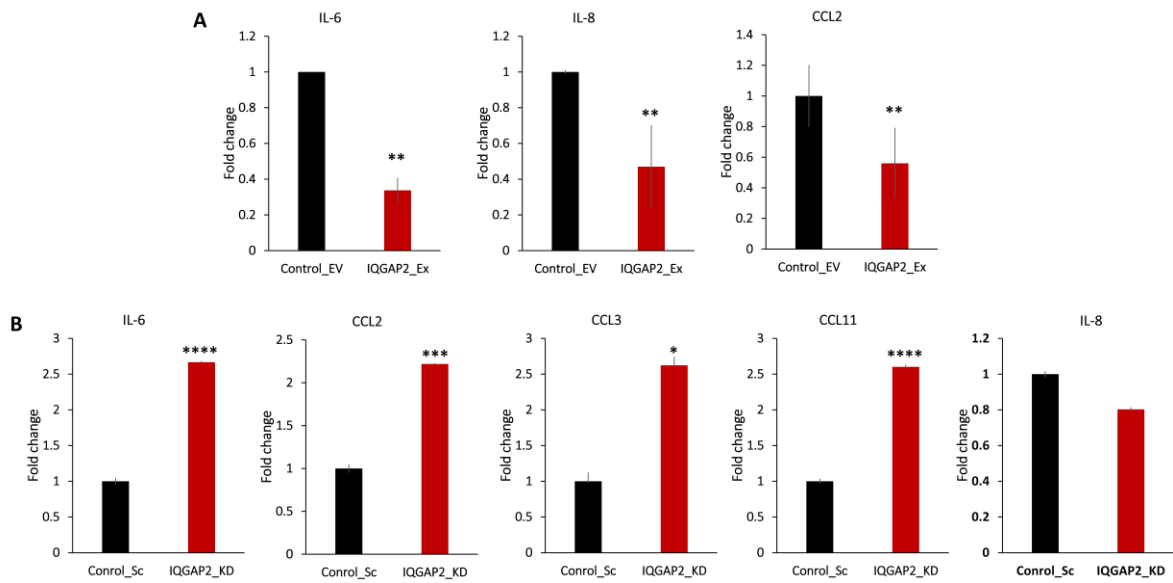 A
IL-6
IL-8
CCL2
Fold change
1.2
1
0.8
0.6
0.4
0.2
0
**
Control_EV
IQGAP2_Ex
Fold change
1.2
1
0.8
0.6
0.4
0.2
0
**
Control_EV
IQGAP2_Ex
Fold change
1.4
1.2
1
0.8
0.6
0.4
0.2
0
**
Control_EV
IQGAP2_Ex
B
IL-6
CCL2
CCL3
CCL11
IL-8
Fold change
3
2.5
2
1.5
1
0.5
0
****
Conrol_Sc
IQGAP2_KD
Fold change
2.5
2
1.5
1
0.5
0
***
Conrol_Sc
IQGAP2_KD
Fold change
3
2.5
2
1.5
1
0.5
0
*
Conrol_Sc
IQGAP2_KD
Fold change
3
2.5
2
1.5
1
0.5
0
****
Conrol_Sc
IQGAP2_KD
Fold change
1.2
1
0.8
0.6
0.4
0.2
0
Conrol_Sc
IQGAP2_KD